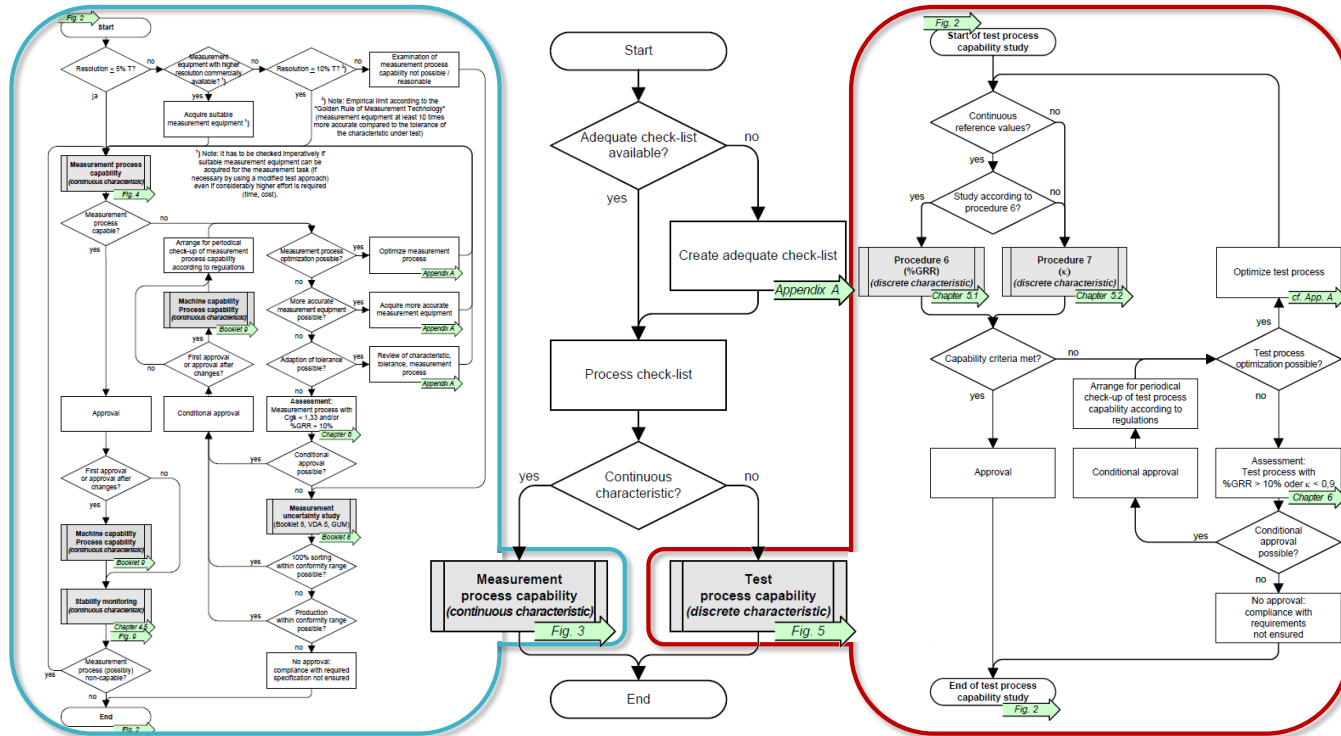 Fig. 2
Start
Resolution ≤ 5% T?
no
Measurement
equipment with higher
resolution commercially
available? ¹)
no
Resolution ≤ 10% T? ²)
no
Examination of
measurement process
capability not possible /
reasonable
ja
yes
yes
Acquire suitable
measurement equipment ¹)
²) Note: Empirical limit according to the
"Golden Rule of Measurement Technology"
(measurement equipment at least 10 times
more accurate compared to the tolerance of
the characteristic under test)
¹) Note: It has to be checked imperatively if
suitable measurement equipment can be
acquired for the measurement task (if
necessary by using a modified test approach)
even if considerably higher effort is required
(time, cost).
Measurement process
capability
(continuous characteristic)
Fig. 4
Measurement
process
capable?
no
yes
Arrange for periodical
check-up of measurement
process capability
according to regulations
Measurement process
optimization possible?
yes
Optimize measurement
process
Appendix A
no
Machine capability
Process capability
(continuous characteristic)
Booklet 9
More accurate
measurement equipment
possible?
yes
Acquire more accurate
measurement equipment
Appendix A
no
yes
First approval
or approval after
changes?
no
Adaption of tolerance
possible?
yes
Review of characteristic,
tolerance, measurement
process
Appendix A
no
Approval
Conditional approval
Assessment:
Measurement process with
Cgk < 1,33 and/or
%GRR > 10%
Chapter 6
yes
Conditional
approval
possible?
no
First approval
or approval after
changes?
no
yes
Measurement
uncertainty study
(Booklet 8, VDA 5, GUM)
Booklet 8
Machine capability
Process capability
(continuous characteristic)
Booklet 9
yes
100% sorting
within conformity range
possible?
no
Stability monitoring
(continuous characteristic)
Chapter 4.5
Fig. 9
yes
Production
within conformity range
possible?
no
Measurement
process (possibly)
non-capable?
yes
no
No approval:
compliance with required
specification not ensured
End
Fig. 2
Start
Adequate check-list
available?
no
yes
Create adequate check-list
Appendix A
Process check-list
yes
Continuous
characteristic?
no
Measurement
process capability
(continuous characteristic)
Fig. 3
Test
process capability
(discrete characteristic)
Fig. 5
End
Fig. 2
Start of test process
capability study
Continuous
reference values?
no
yes
yes
Study according to
procedure 6?
no
Procedure 6
(%GRR)
(discrete characteristic)
Chapter 5.1
Procedure 7
(κ)
(discrete characteristic)
Chapter 5.2
Optimize test process
cf. App. A
yes
Capability criteria met?
no
Test process
optimization possible?
yes
Arrange for periodical
check-up of test process
capability according to
regulations
no
Approval
Conditional approval
Assessment:
Test process with
%GRR > 10% oder κ < 0,9
Chapter 6
yes
Conditional
approval
possible?
no
No approval:
compliance with
requirements
not ensured
End of test process
capability study
Fig. 2